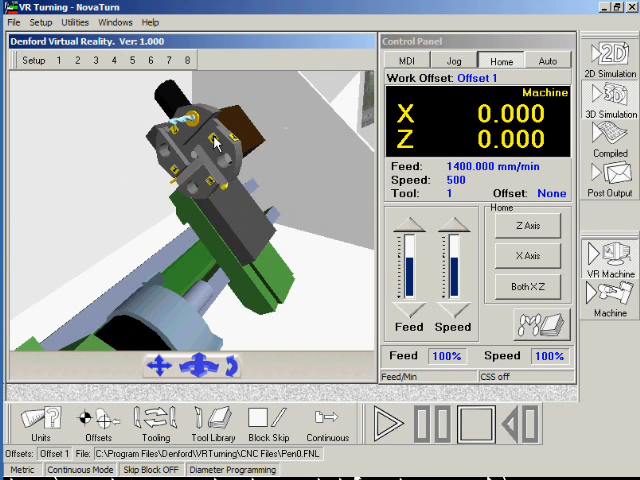 VR Turning - NovaTurn
File Setup Utilities Windows Help
Denford Virtual Reality. Ver: 1.000
Setup 1 2 3 4 5 6 7 8
Control Panel
MDI Jog Home Auto
Work Offset: Offset 1
Machine
X 0.000
Z 0.000
Feed: 1400.000 mm/min
Speed: 500
Tool: 1 Offset: None
Home
Z Axis
X Axis
Both X Z
Feed Speed
Feed 100% Speed 100%
Feed/Min CSS off
2D
2D Simulation
3D
3D Simulation
Compiled
Post Output
VR Machine
Machine
Units Offsets Tooling Tool Library Block Skip Continuous
Offsets: Offset 1 File: C:\Program Files\Denford\VRTurning\CNC Files\Pen0.FNL
Metric Continuous Mode Skip Block OFF Diameter Programming